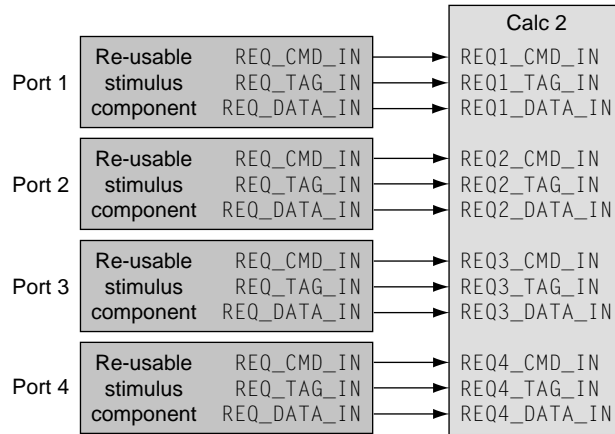 Calc 2
Port 1
Re-usable REQ_CMD_IN REQ1_CMD_IN
stimulus REQ_TAG_IN REQ1_TAG_IN
component REQ_DATA_IN REQ1_DATA_IN
Port 2
Re-usable REQ_CMD_IN REQ2_CMD_IN
stimulus REQ_TAG_IN REQ2_TAG_IN
component REQ_DATA_IN REQ2_DATA_IN
Port 3
Re-usable REQ_CMD_IN REQ3_CMD_IN
stimulus REQ_TAG_IN REQ3_TAG_IN
component REQ_DATA_IN REQ3_DATA_IN
Port 4
Re-usable REQ_CMD_IN REQ4_CMD_IN
stimulus REQ_TAG_IN REQ4_TAG_IN
component REQ_DATA_IN REQ4_DATA_IN